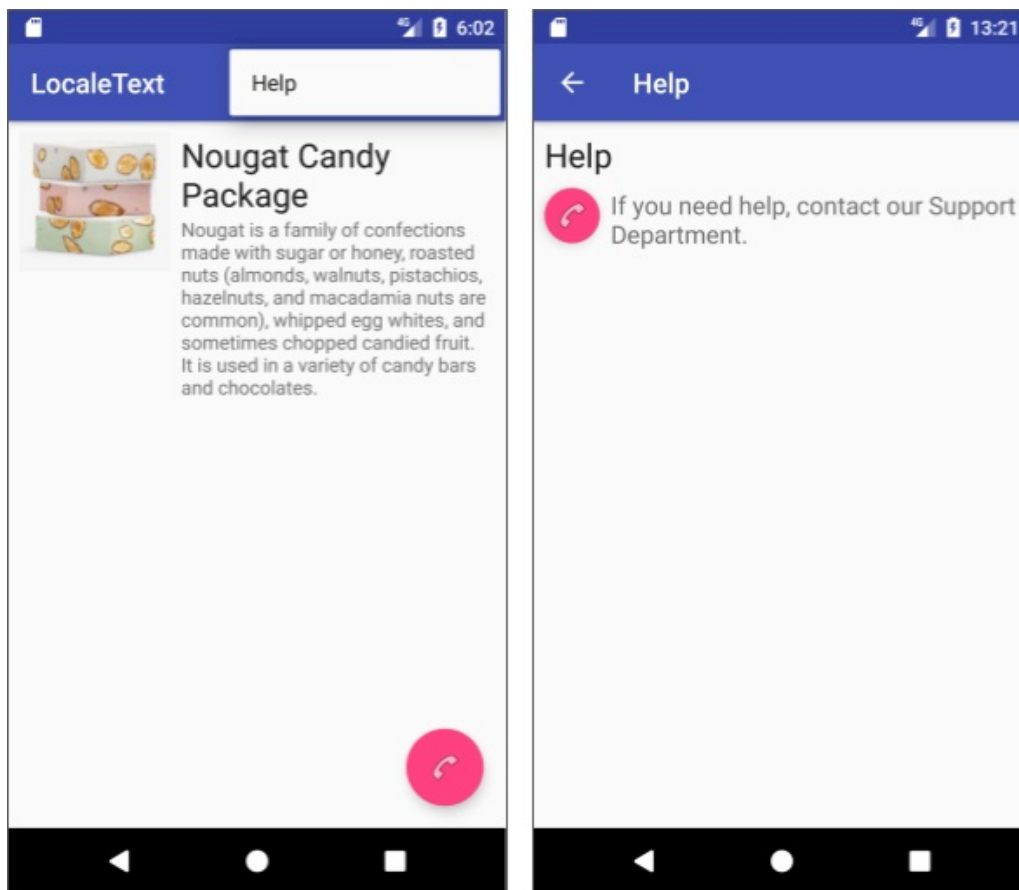 4G 6:02
LocaleText
Help
Nougat Candy
Package
Nougat is a family of confections
made with sugar or honey, roasted
nuts (almonds, walnuts, pistachios,
hazelnuts, and macadamia nuts are
common), whipped egg whites, and
sometimes chopped candied fruit.
It is used in a variety of candy bars
and chocolates.
4G 13:21
Help
Help
If you need help, contact our Support
Department.